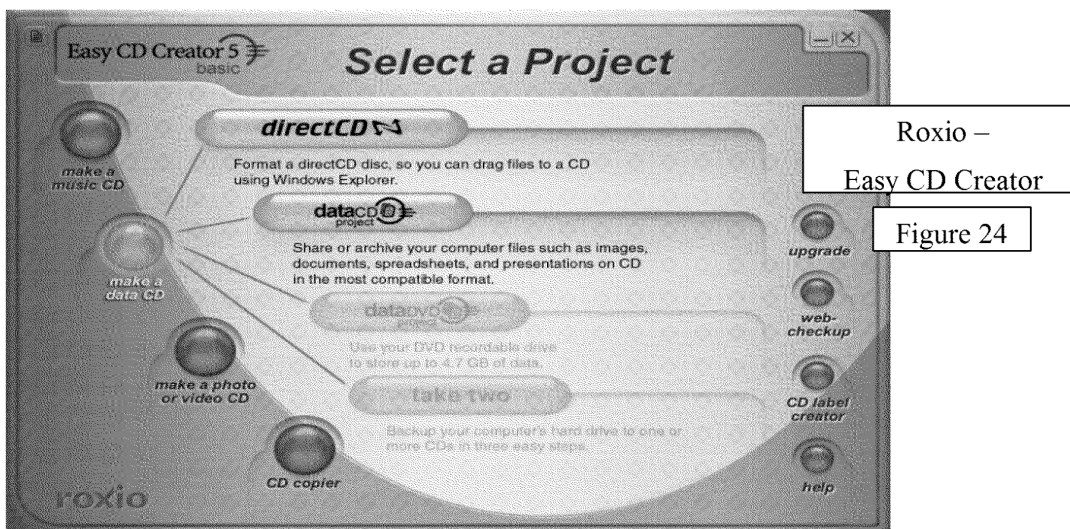 Easy CD Creator 5
basic
Select a Project
make a
music CD
directCD
Format a directCD disc, so you can drag files to a CD
using Windows Explorer.
make a
data CD
dataCD
project
Share or archive your computer files such as images,
documents, spreadsheets, and presentations on CD
in the most compatible format.
dataDVD
project
Use your DVD recordable drive
to store up to 4.7 GB of data.
make a photo
or video CD
take two
Backup your computer's hard drive to one or
more CDs in three easy steps.
CD copier
roxio
Roxio –
Easy CD Creator
Figure 24
upgrade
web-
checkup
CD label
creator
help